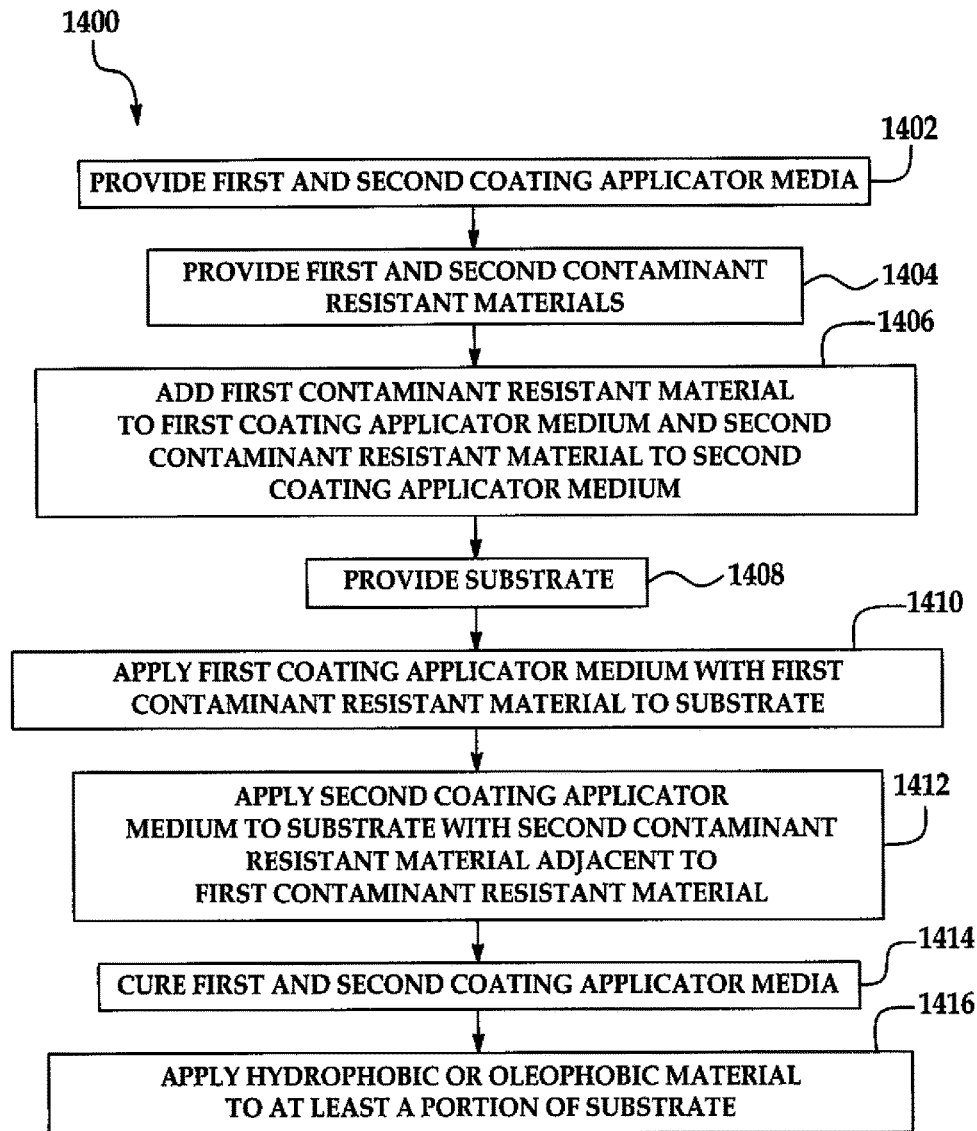 1400
1402
PROVIDE FIRST AND SECOND COATING APPLICATOR MEDIA
PROVIDE FIRST AND SECOND CONTAMINANT
RESISTANT MATERIALS
1404
1406
ADD FIRST CONTAMINANT RESISTANT MATERIAL
TO FIRST COATING APPLICATOR MEDIUM AND SECOND
CONTAMINANT RESISTANT MATERIAL TO SECOND
COATING APPLICATOR MEDIUM
PROVIDE SUBSTRATE
1408
1410
APPLY FIRST COATING APPLICATOR MEDIUM WITH FIRST
CONTAMINANT RESISTANT MATERIAL TO SUBSTRATE
APPLY SECOND COATING APPLICATOR
MEDIUM TO SUBSTRATE WITH SECOND CONTAMINANT
RESISTANT MATERIAL ADJACENT TO
FIRST CONTAMINANT RESISTANT MATERIAL
1412
1414
CURE FIRST AND SECOND COATING APPLICATOR MEDIA
1416
APPLY HYDROPHOBIC OR OLEOPHOBIC MATERIAL
TO AT LEAST A PORTION OF SUBSTRATE